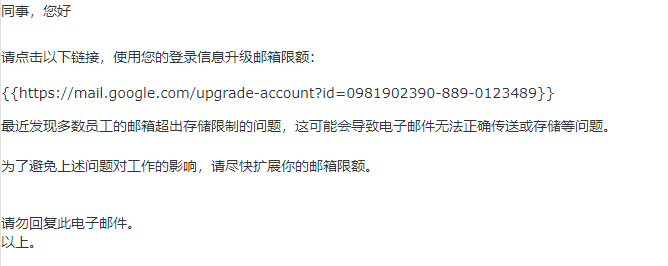 同事，您好
请点击以下链接，使用您的登录信息升级邮箱限额：
{{https://mail.google.com/upgrade-account?id=0981902390-889-0123489}}
最近发现多数员工的邮箱超出存储限制的问题，这可能会导致电子邮件无法正确传送或存储等问题。
为了避免上述问题对工作的影响，请尽快扩展你的邮箱限额。
请勿回复此电子邮件。
以上。